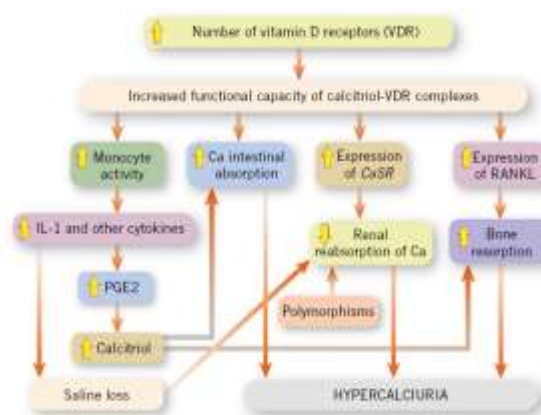 Number of vitamin D receptors (VDR)
Increased functional capacity of calcitriol-VDR complexes
Monocyte
activity
Ca intestinal
absorption
Expression
of CaSR
Expression
of RANKL
IL-1 and other cytokines
Renal
reabsorption of Ca
Bone
resorption
PGE2
Polymorphisms
Calcitriol
Saline loss
HYPERCALCIURIA